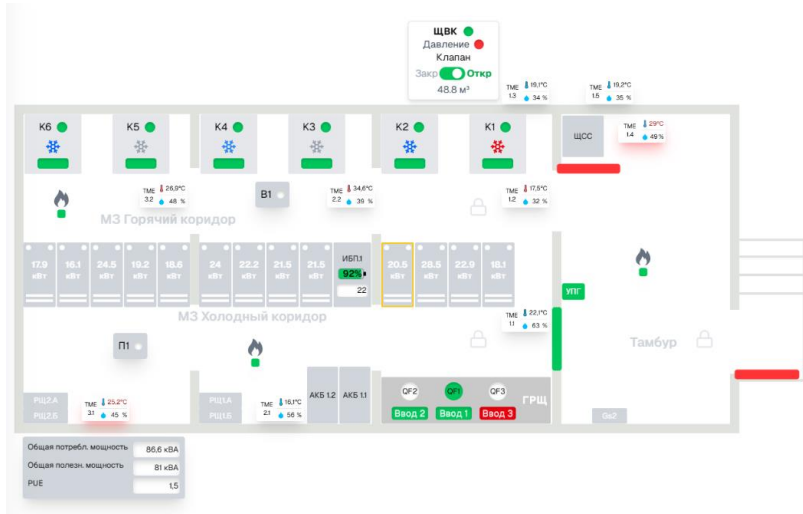 ЩВК
Давление
Клапан
Закр Откр
48.8 м³
TME 1.3 19,1°C 34 %
TME 1.5 19,2°C 35 %
К6
К5
К4
К3
К2
К1
ЩСС
TME 1.4 29°C 49 %
TME 3.2 26,9°C 48 %
В1
TME 2.2 34,6°C 39 %
TME 1.2 17,5°C 32 %
МЗ Горячий коридор
17.9 кВт
16.1 кВт
24.5 кВт
19.2 кВт
18.6 кВт
24 кВт
22.2 кВт
21.5 кВт
21.5 кВт
ИБП.1
92%
22
20.5 кВт
28.5 кВт
22.9 кВт
18.1 кВт
УПГ
МЗ Холодный коридор
TME 1.1 22,1°C 63 %
П1
Тамбур
РЩ2.А
РЩ2.Б
TME 3.1 25,2°C 45 %
РЩ1.А
РЩ1.Б
TME 2.1 16,1°C 56 %
АКБ 1.2
АКБ 1.1
QF2
QF1
QF3
ГРЩ
Ввод 2
Ввод 1
Ввод 3
Gs2
Общая потребл. мощность 86,6 кВА
Общая полезн. мощность 81 кВА
PUE 1,5